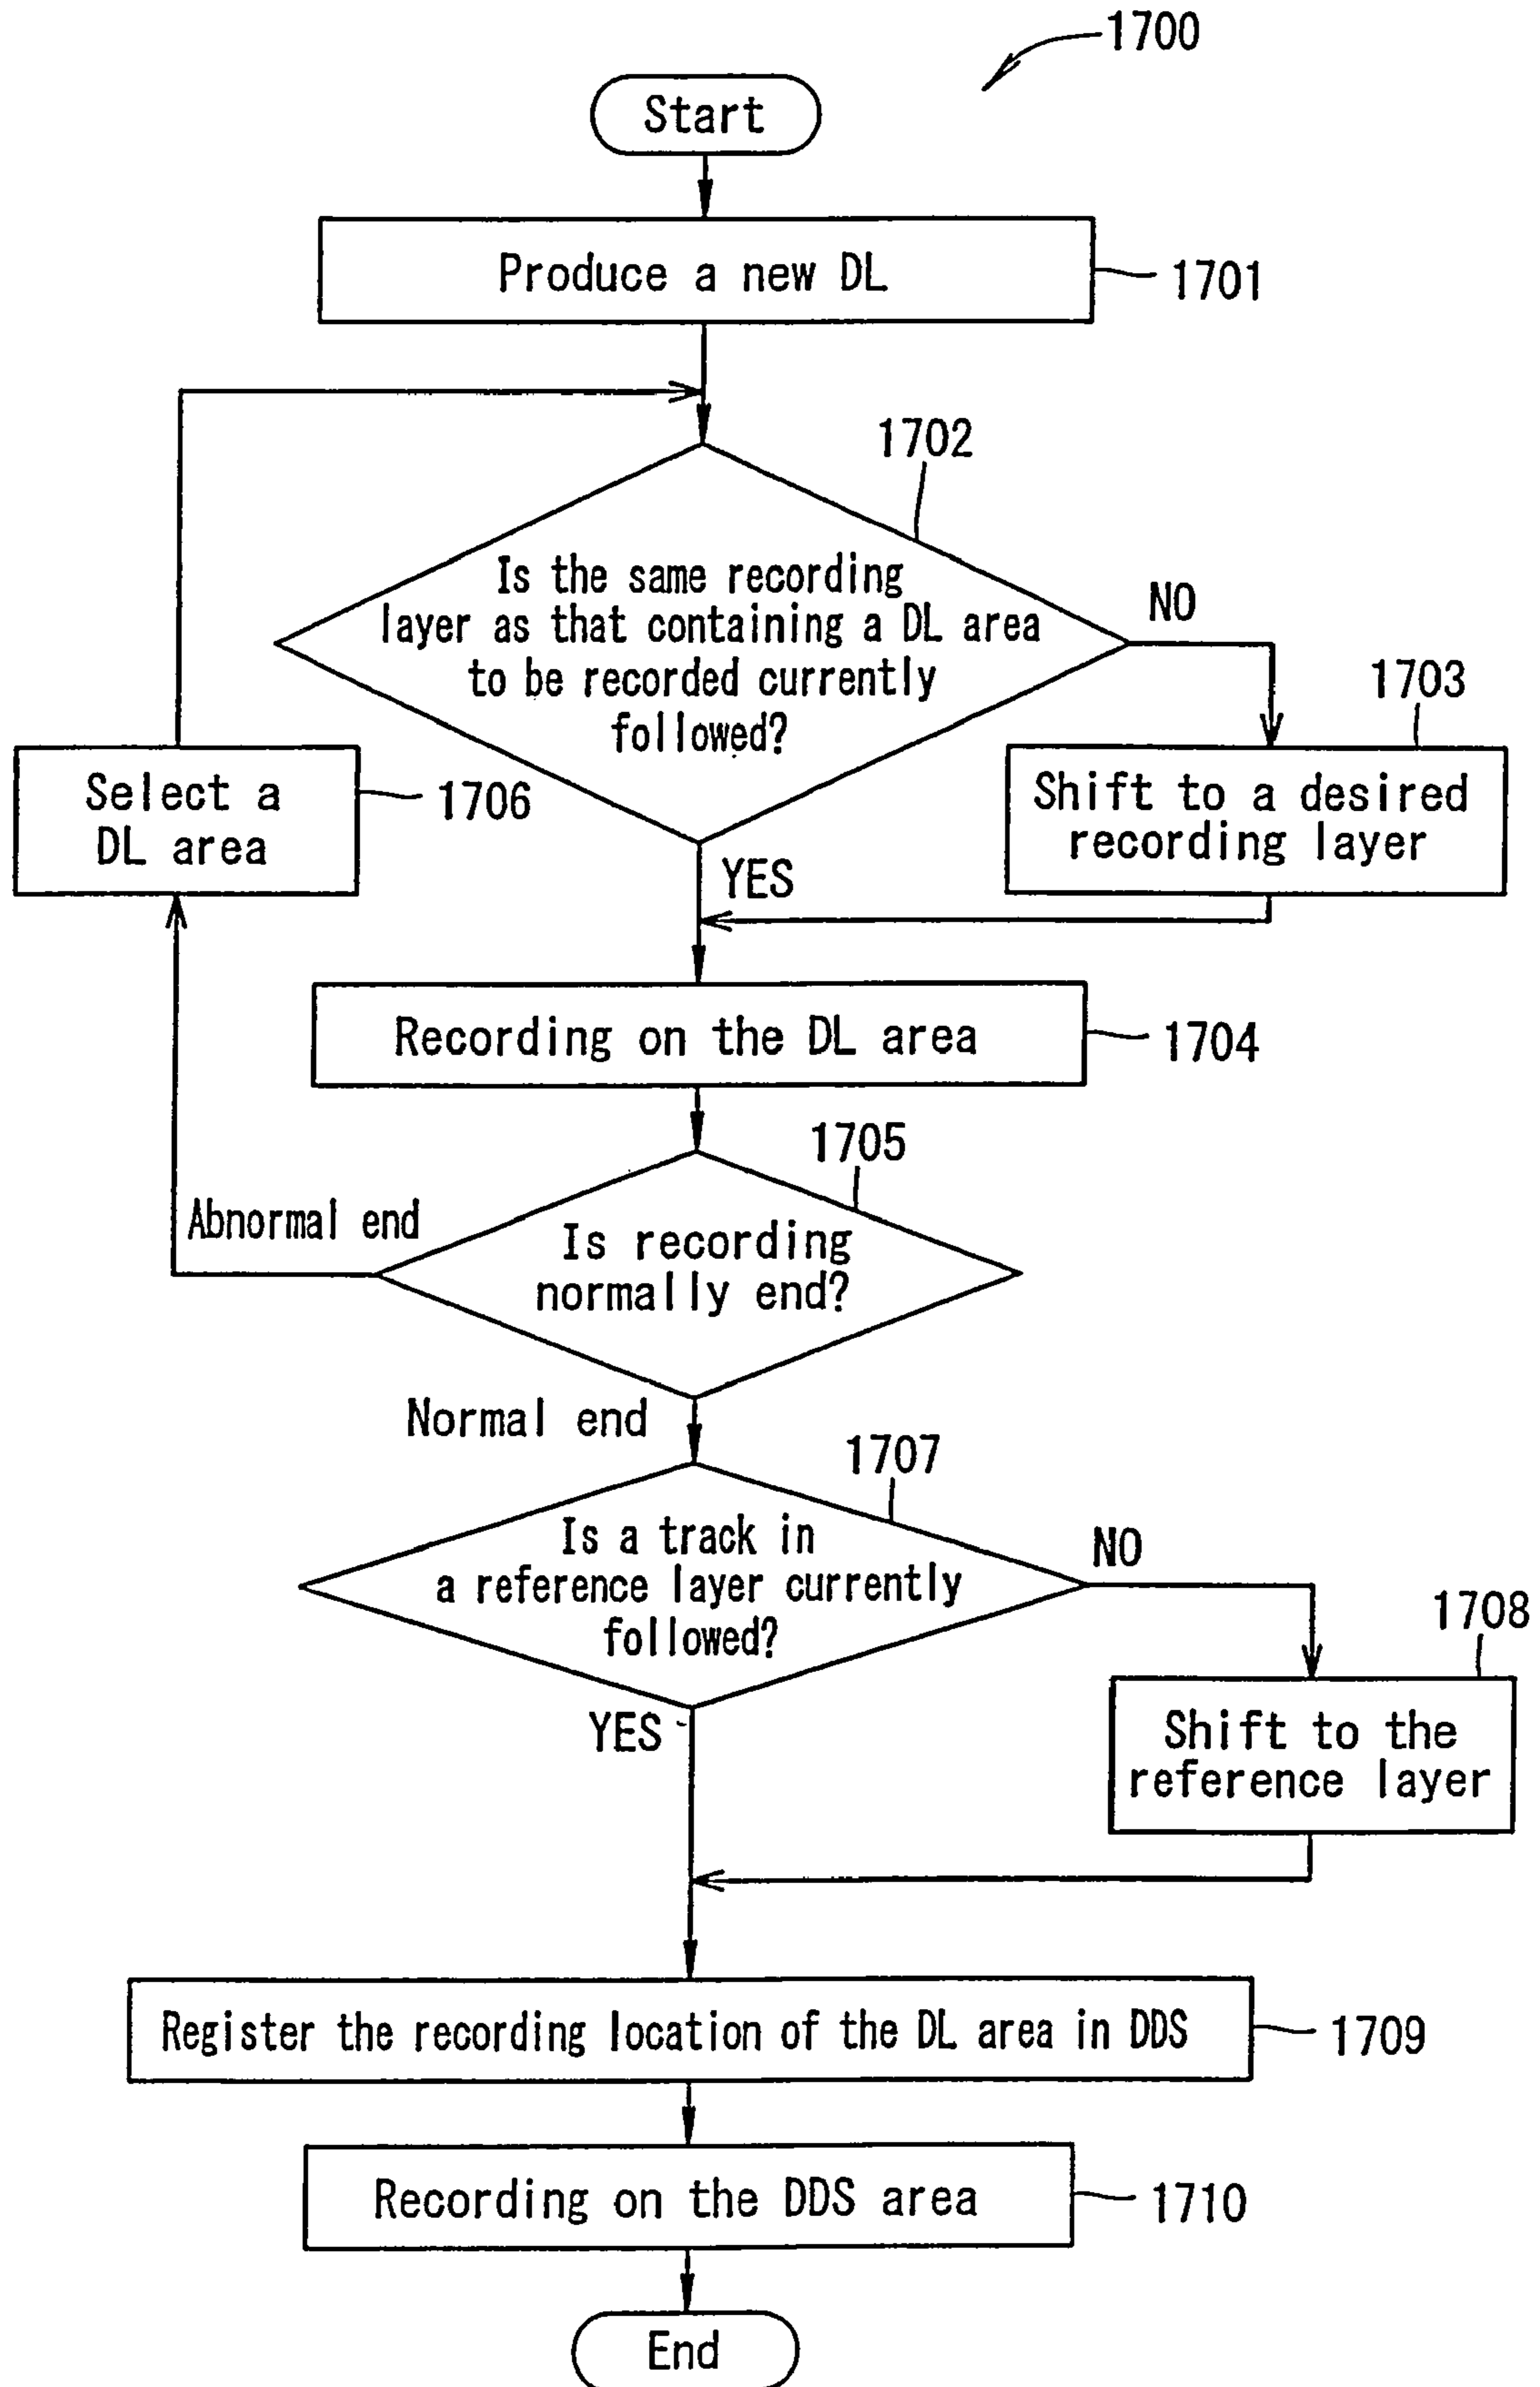 1700
Start
Produce a new DL
1701
1702
Is the same recording
layer as that containing a DL area
to be recorded currently
followed?
NO
1703
Shift to a desired
recording layer
Select a
DL area
1706
YES
Recording on the DL area
1704
1705
Abnormal end
Is recording
normally end?
Normal end
1707
Is a track in
a reference layer currently
followed?
NO
1708
Shift to the
reference layer
YES
Register the recording location of the DL area in DDS
1709
Recording on the DDS area
1710
End